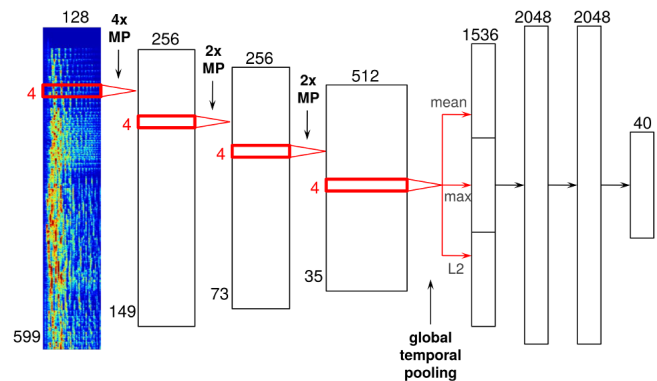 128
4x
MP
256
2x
MP
256
2x
MP
512
1536
2048
2048
40
4
4
4
4
mean
max
L2
599
149
73
35
global
temporal
pooling